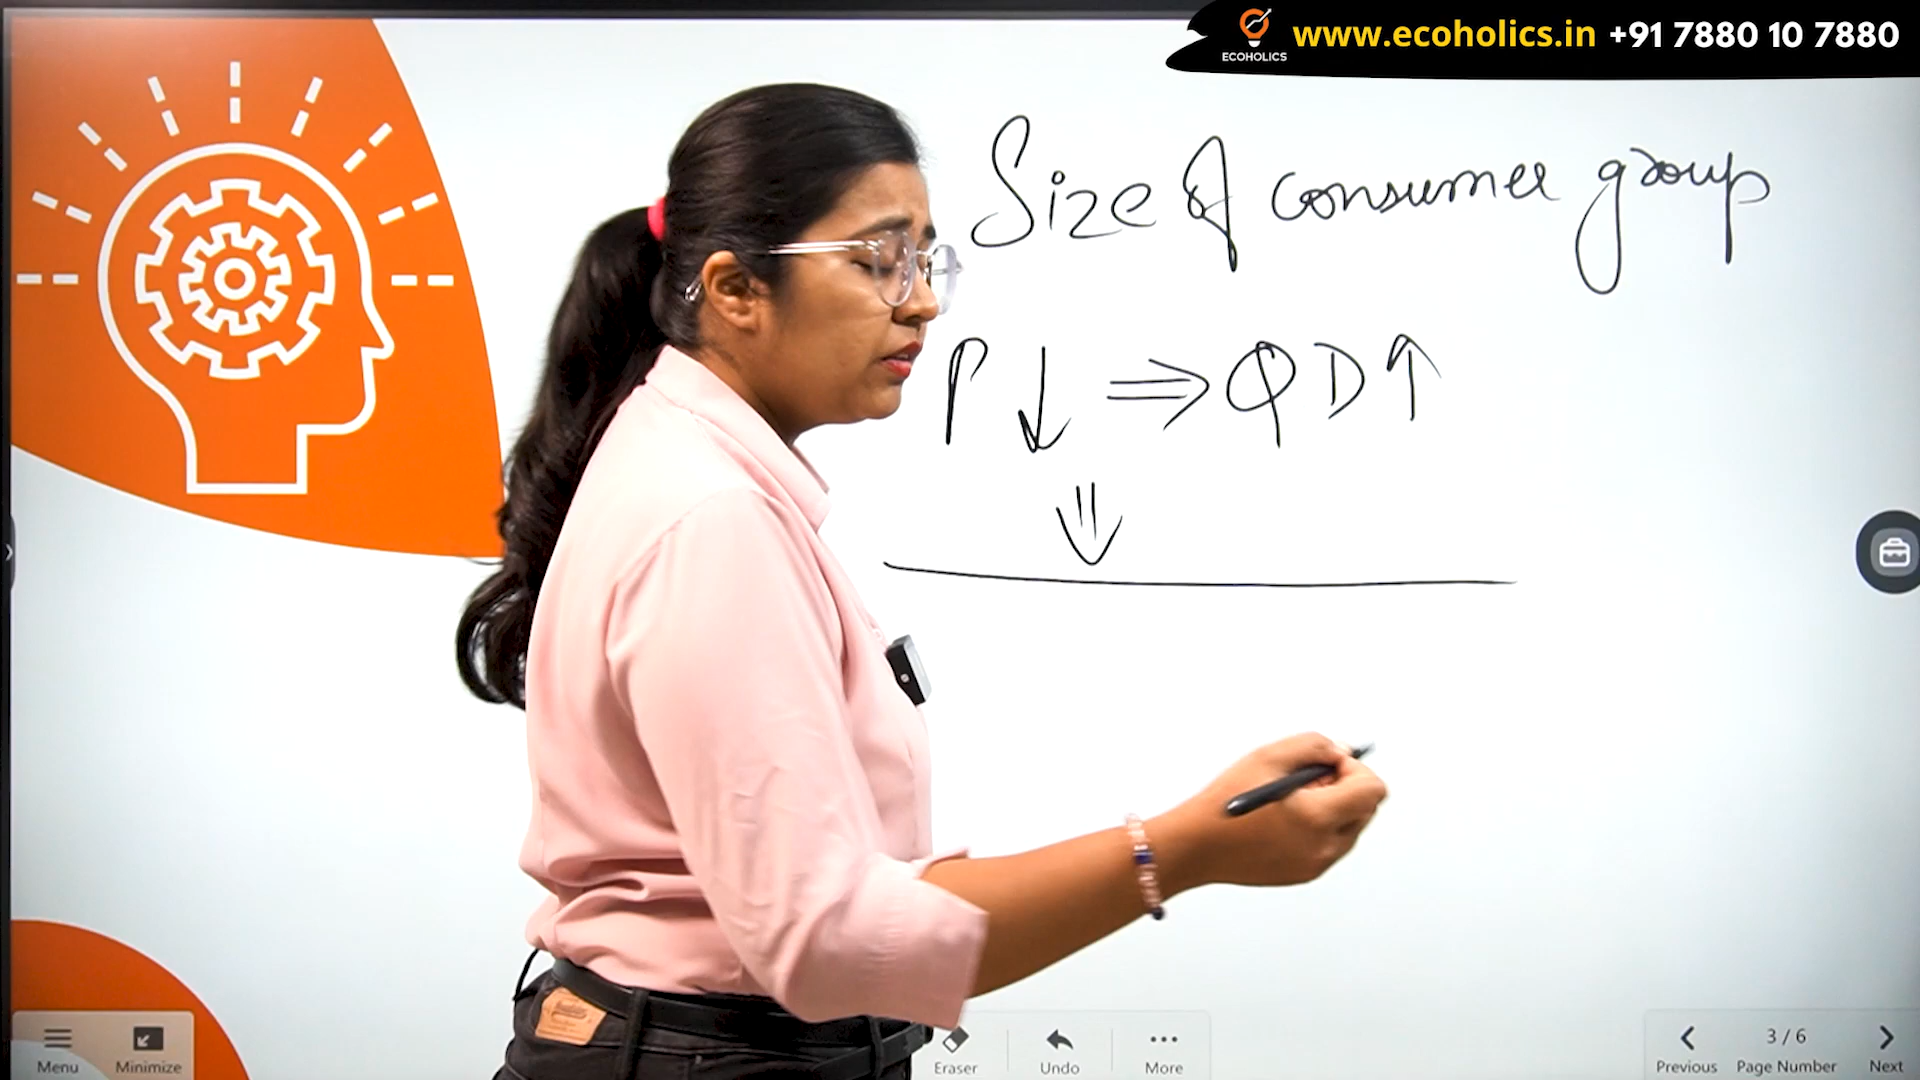 ECOHOLICS
www.ecoholics.in +91 7880 10 7880
Size of consumer group
P ↓ ⇒ QD↑
⇓
Menu
Minimize
Eraser
Undo
More
Previous
3 / 6
Page Number
Next